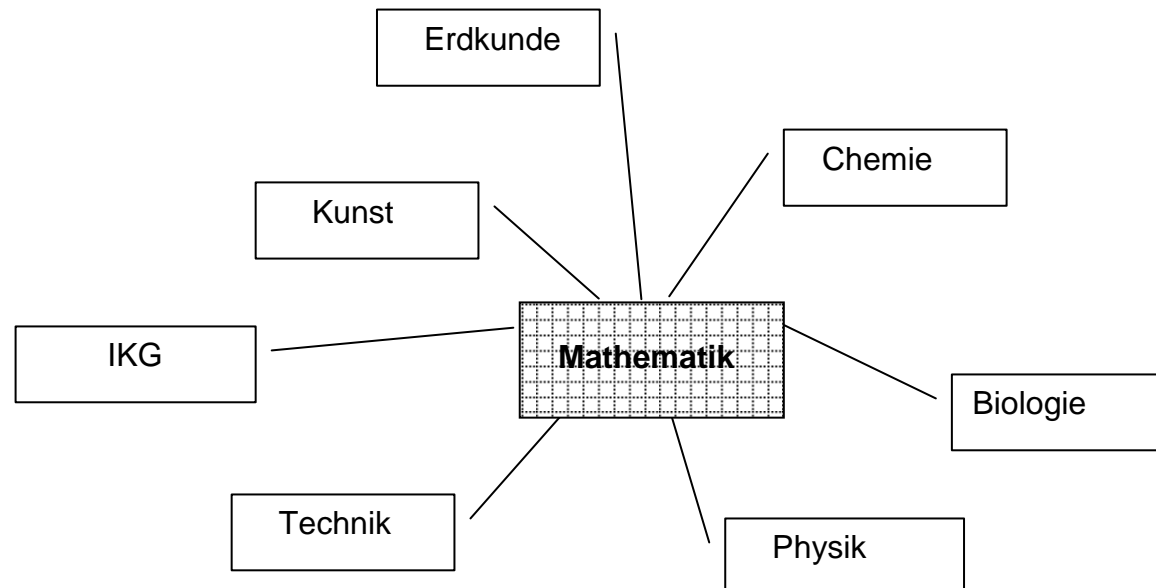 Erdkunde
Chemie
Kunst
IKG
Mathematik
Biologie
Technik
Physik